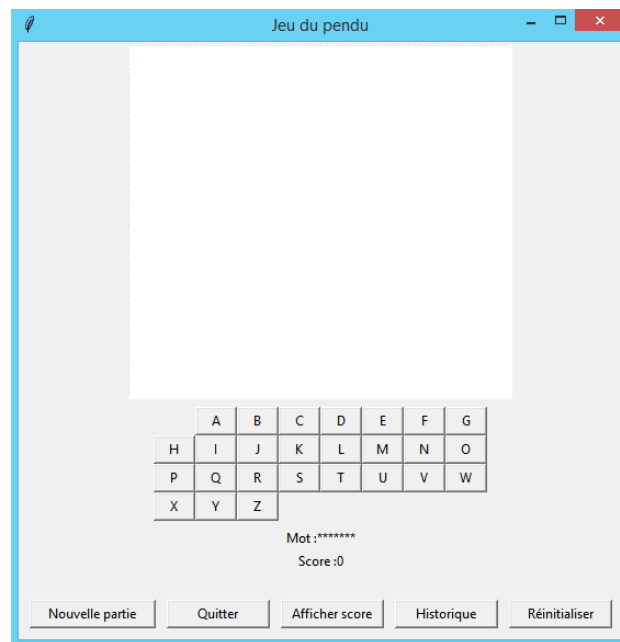 Jeu du pendu
A B C D E F G
H I J K L M N O
P Q R S T U V W
X Y Z
Mot :*******
Score :0
Nouvelle partie Quitter Afficher score Historique Réinitialiser